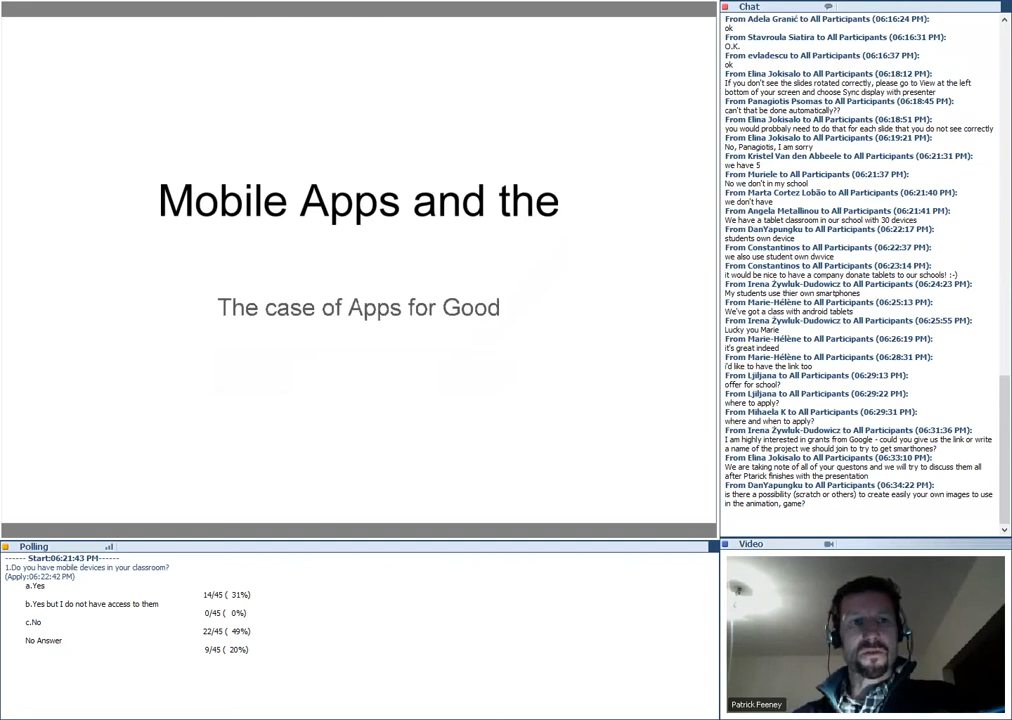 Mobile Apps and the
The case of Apps for Good
Chat
From Adela Granić to All Participants (06:16:24 PM):
ok
From Stavroula Siatira to All Participants (06:16:31 PM):
O.K.
From evladescu to All Participants (06:16:37 PM):
ok
From Elina Jokisalo to All Participants (06:18:12 PM):
If you don't see the slides rotated correctly, please go to View at the left
bottom of your screen and choose Sync display with presenter
From Panagiotis Psomas to All Participants (06:18:45 PM):
can't that be done automatically??
From Elina Jokisalo to All Participants (06:18:51 PM):
you would probbaly need to do that for each slide that you do not see correctly
From Elina Jokisalo to All Participants (06:19:21 PM):
No, Panagiotis, I am sorry
From Kristel Van den Abbeele to All Participants (06:21:31 PM):
we have 5
From Muriele to All Participants (06:21:37 PM):
No we don't in my school
From Marta Cortez Lobão to All Participants (06:21:40 PM):
we don't have
From Angela Metallinou to All Participants (06:21:41 PM):
We have a tablet classroom in our school with 30 devices
From DanYapungku to All Participants (06:22:17 PM):
students own device
From Constantinos to All Participants (06:22:37 PM):
we also use student own dwvice
From Constantinos to All Participants (06:23:14 PM):
it would be nice to have a company donate tablets to our schools! :-)
From Irena Żywluk-Dudowicz to All Participants (06:24:23 PM):
My students use thier own smartphones
From Marie-Hélène to All Participants (06:25:13 PM):
We've got a class with android tablets
From Irena Żywluk-Dudowicz to All Participants (06:25:55 PM):
Lucky you Marie
From Marie-Hélène to All Participants (06:26:19 PM):
it's great indeed
From Marie-Hélène to All Participants (06:28:31 PM):
i'd like to have the link too
From Ljiljana to All Participants (06:29:13 PM):
offer for school?
From Ljiljana to All Participants (06:29:22 PM):
where to apply?
From Mihaela K to All Participants (06:29:31 PM):
where and when to apply?
From Irena Żywluk-Dudowicz to All Participants (06:31:36 PM):
I am highly interested in grants from Google - could you give us the link or write
a name of the project we should join to try to get smarthones?
From Elina Jokisalo to All Participants (06:33:10 PM):
We are taking note of all of your questons and we will try to discuss them all
after Ptarick finishes with the presentation
From DanYapungku to All Participants (06:34:22 PM):
is there a possibility (scratch or others) to create easily your own images to use
in the animation, game?
Polling
------ Start:06:21:43 PM------
1.Do you have mobile devices in your classroom?
(Apply:06:22:42 PM)
a.Yes
14/45 ( 31%)
b.Yes but I do not have access to them
0/45 ( 0%)
c.No
22/45 ( 49%)
No Answer
9/45 ( 20%)
Video
Patrick Feeney